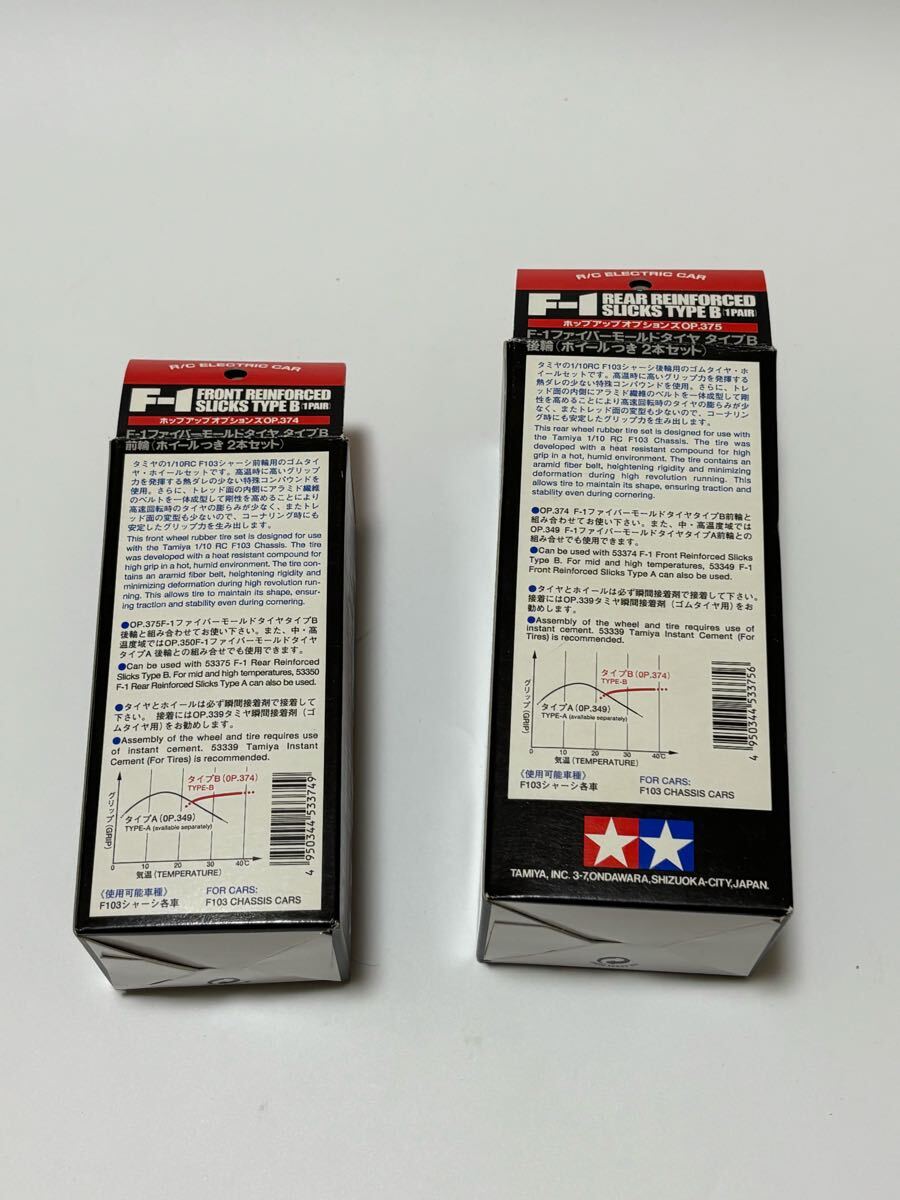 R/C ELECTRIC CAR
F-1 FRONT REINFORCED
SLICKS TYPE B (1PAIR)
ホップアップオプションズOP.374
F-1ファイバーモールドタイヤ タイプB
前輪(ホイールつき 2本セット)
タミヤの1/10RC F103シャーシ前輪用のゴムタイヤ
・ホイールセットです。高温時に高いグリップ
力を発揮する熱ダレの少ない特殊コンパウンドを
使用。さらに、トレッド面の内側にアラミド繊維
のベルトを一体成型して剛性を高めることにより
高速回転時のタイヤの膨らみが少なく、またトレ
ッド面の変型も少ないので、コーナリング時にも
安定したグリップ力を生み出します。
This front wheel rubber tire set is designed for use
with the Tamiya 1/10 RC F103 Chassis. The tire
was developed with a heat resistant compound for
high grip in a hot, humid environment. The tire con-
tains an aramid fiber belt, heightening rigidity and
minimizing deformation during high revolution run-
ning. This allows tire to maintain its shape, ensur-
ing traction and stability even during cornering.
●OP.375F-1ファイバーモールドタイヤタイプB
後輪と組み合わせてお使い下さい。また、中・高
温度域ではOP.350F-1ファイバーモールドタイヤ
タイプA 後輪との組み合せでも使用できます。
●Can be used with 53375 F-1 Rear Reinforced
Slicks Type B. For mid and high temperatures, 53350
F-1 Rear Reinforced Slicks Type A can also be used.
●タイヤとホイールは必ず瞬間接着剤で接着して
下さい。 接着にはOP.339タミヤ瞬間接着剤(ゴ
ムタイヤ用)をお勧めします。
●Assembly of the wheel and tire requires use
of instant cement. 53339 Tamiya Instant
Cement (For Tires) is recommended.
タイプB(OP.374)
TYPE-B
タイプA(OP.349)
TYPE-A (available separately)
グリップ(GRIP)
0 10 20 30 40℃
気温(TEMPERATURE)
4 950344 533749
〈使用可能車種〉
F103シャーシ各車
FOR CARS:
F103 CHASSIS CARS
R/C ELECTRIC CAR
F-1 REAR REINFORCED
SLICKS TYPE B (1PAIR)
ホップアップオプションズOP.375
F-1ファイバーモールドタイヤ タイプB
後輪(ホイールつき 2本セット)
タミヤの1/10RC F103シャーシ後輪用のゴムタイヤ・ホ
イールセットです。高温時に高いグリップ力を発揮する
熱ダレの少ない特殊コンパウンドを使用。さらに、トレ
ッド面の内側にアラミド繊維のベルトを一体成型して剛
性を高めることにより高速回転時のタイヤの膨らみが少
なく、またトレッド面の変型も少ないので、コーナリン
グ時にも安定したグリップ力を生み出します。
This rear wheel rubber tire set is designed for use with
the Tamiya 1/10 RC F103 Chassis. The tire was
developed with a heat resistant compound for high
grip in a hot, humid environment. The tire contains an
aramid fiber belt, heightening rigidity and minimizing
deformation during high revolution running. This
allows tire to maintain its shape, ensuring traction and
stability even during cornering.
●OP.374 F-1ファイバーモールドタイヤタイプB前輪と
組み合わせてお使い下さい。また、中・高温度域では
OP.349 F-1ファイバーモールドタイヤタイプA前輪との
組み合せでも使用できます。
●Can be used with 53374 F-1 Front Reinforced Slicks
Type B. For mid and high temperatures, 53349 F-1
Front Reinforced Slicks Type A can also be used.
●タイヤとホイールは必ず瞬間接着剤で接着して下さい。
接着にはOP.339タミヤ瞬間接着剤(ゴムタイヤ用)をお
勧めします。
●Assembly of the wheel and tire requires use of
instant cement. 53339 Tamiya Instant Cement (For
Tires) is recommended.
タイプB(OP.374)
TYPE-B
タイプA(OP.349)
TYPE-A (available separately)
グリップ(GRIP)
0 10 20 30 40℃
気温(TEMPERATURE)
4 950344 533756
〈使用可能車種〉
F103シャーシ各車
FOR CARS:
F103 CHASSIS CARS
TAMIYA, INC. 3-7,ONDAWARA,SHIZUOKA-CITY,JAPAN.